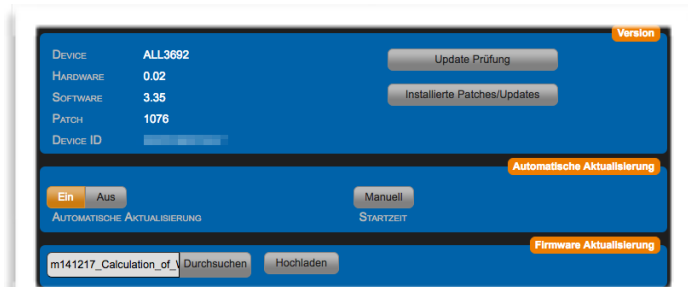 Version
Device ALL3692 Update Prüfung
Hardware 0.02
Software 3.35 Installierte Patches/Updates
Patch 1076
Device ID
Automatische Aktualisierung
Ein Aus Manuell
Automatische Aktualisierung Startzeit
Firmware Aktualisierung
m141217_Calculation_of_ Durchsuchen Hochladen